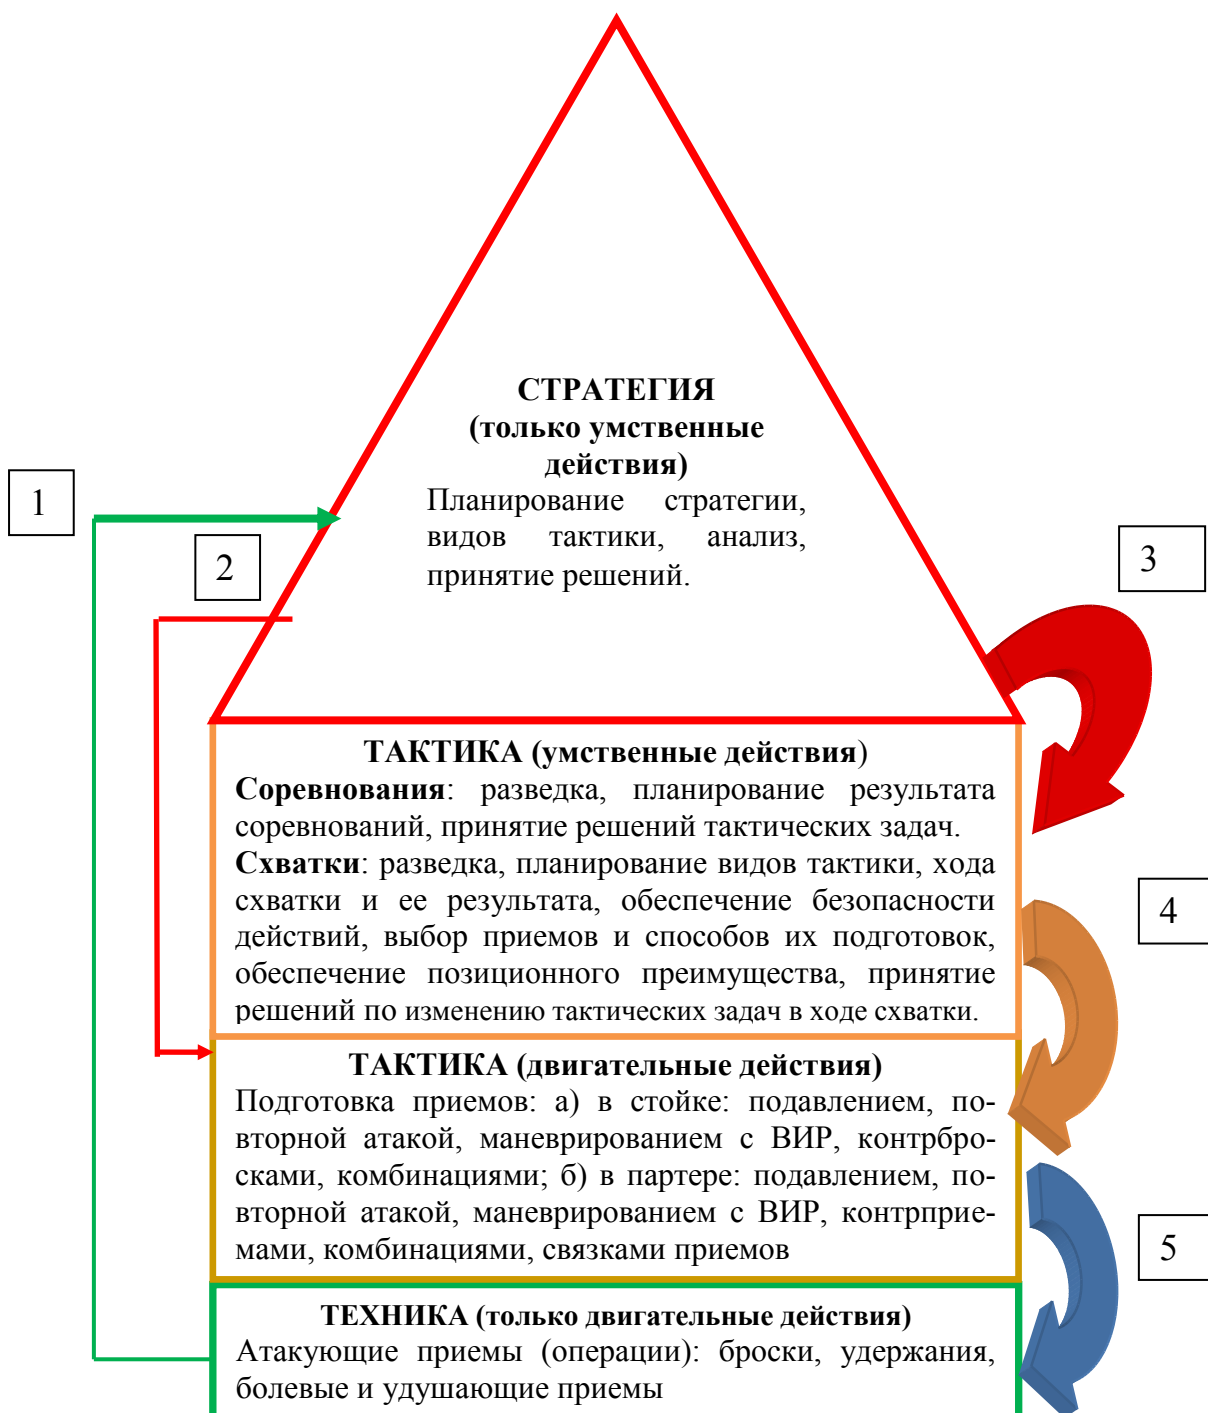 СТРАТЕГИЯ
(только умственные
действия)
Планирование стратегии,
видов тактики, анализ,
принятие решений.
1
2
3
ТАКТИКА (умственные действия)
Соревнования: разведка, планирование результата
соревнований, принятие решений тактических задач.
Схватки: разведка, планирование видов тактики, хода
схватки и ее результата, обеспечение безопасности
действий, выбор приемов и способов их подготовок,
обеспечение позиционного преимущества, принятие
решений по изменению тактических задач в ходе схватки.
4
ТАКТИКА (двигательные действия)
Подготовка приемов: а) в стойке: подавлением, по-
вторной атакой, маневрированием с ВИР, контрбро-
сками, комбинациями; б) в партере: подавлением, по-
вторной атакой, маневрированием с ВИР, контрприе-
мами, комбинациями, связками приемов
5
ТЕХНИКА (только двигательные действия)
Атакующие приемы (операции): броски, удержания,
болевые и удушающие приемы